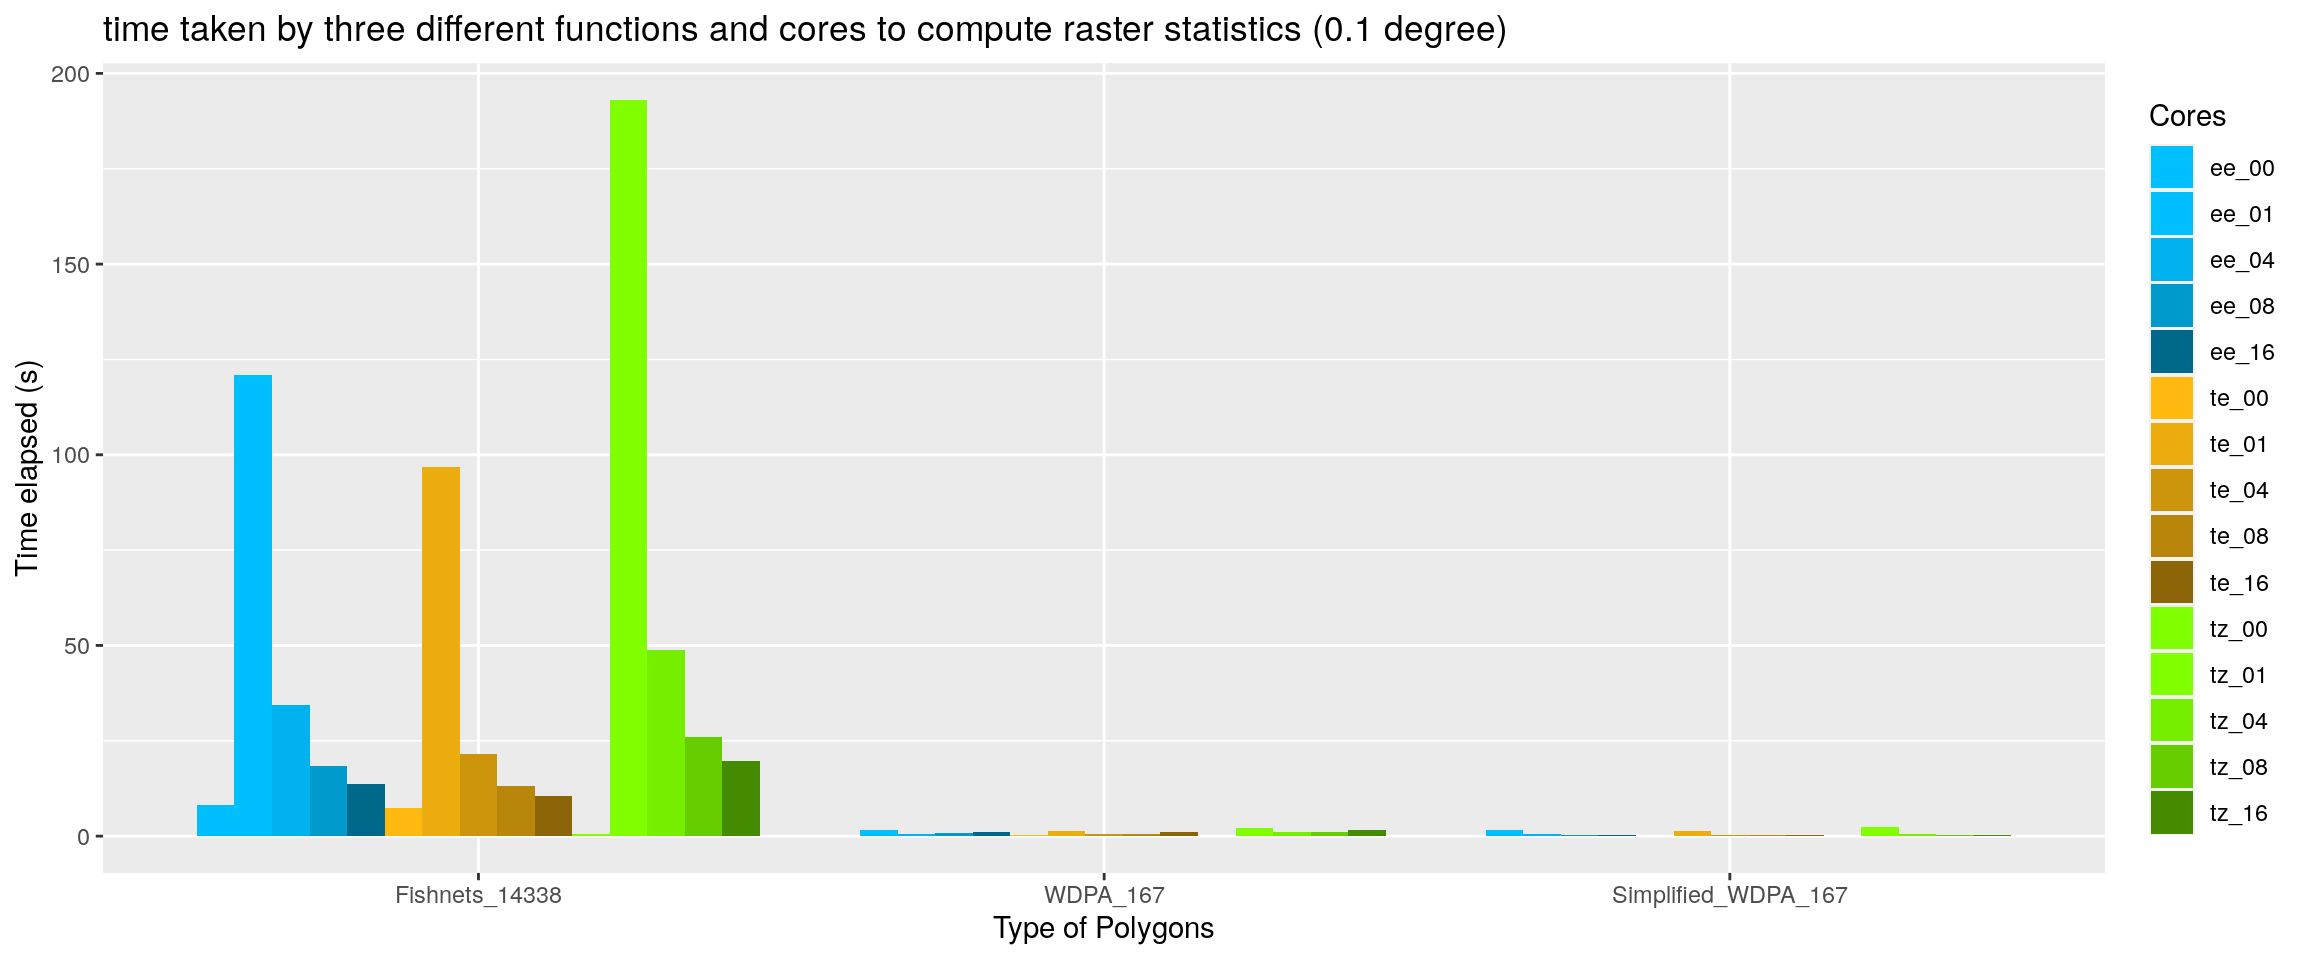 time taken by three different functions and cores to compute raster statistics (0.1 degree)
200
150
100
50
0
Time elapsed (s)
Fishnets_14338
WDPA_167
Simplified_WDPA_167
Type of Polygons
Cores
ee_00
ee_01
ee_04
ee_08
ee_16
te_00
te_01
te_04
te_08
te_16
tz_00
tz_01
tz_04
tz_08
tz_16